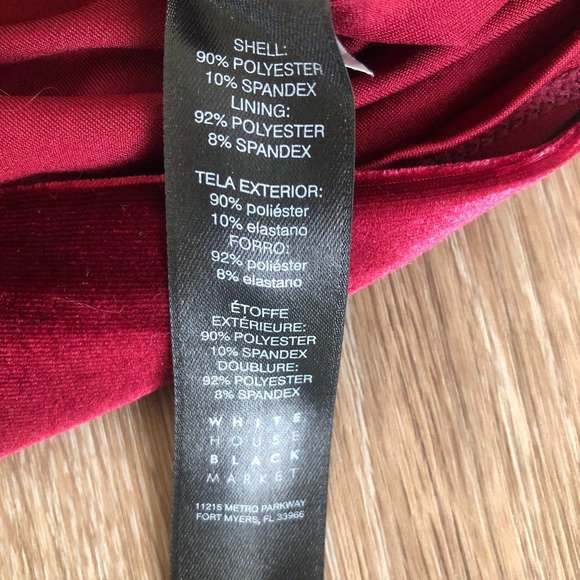 SHELL:
90% POLYESTER
10% SPANDEX
LINING:
92% POLYESTER
8% SPANDEX
TELA EXTERIOR:
90% poliéster
10% elastano
FORRO:
92% poliéster
8% elastano
ÉTOFFE
EXTÉRIEURE:
90% POLYESTER
10% SPANDEX
DOUBLURE:
92% POLYESTER
8% SPANDEX
WHITE
HOUSE
BLACK
MARKET
11215 METRO PARKWAY
FORT MYERS, FL 33966